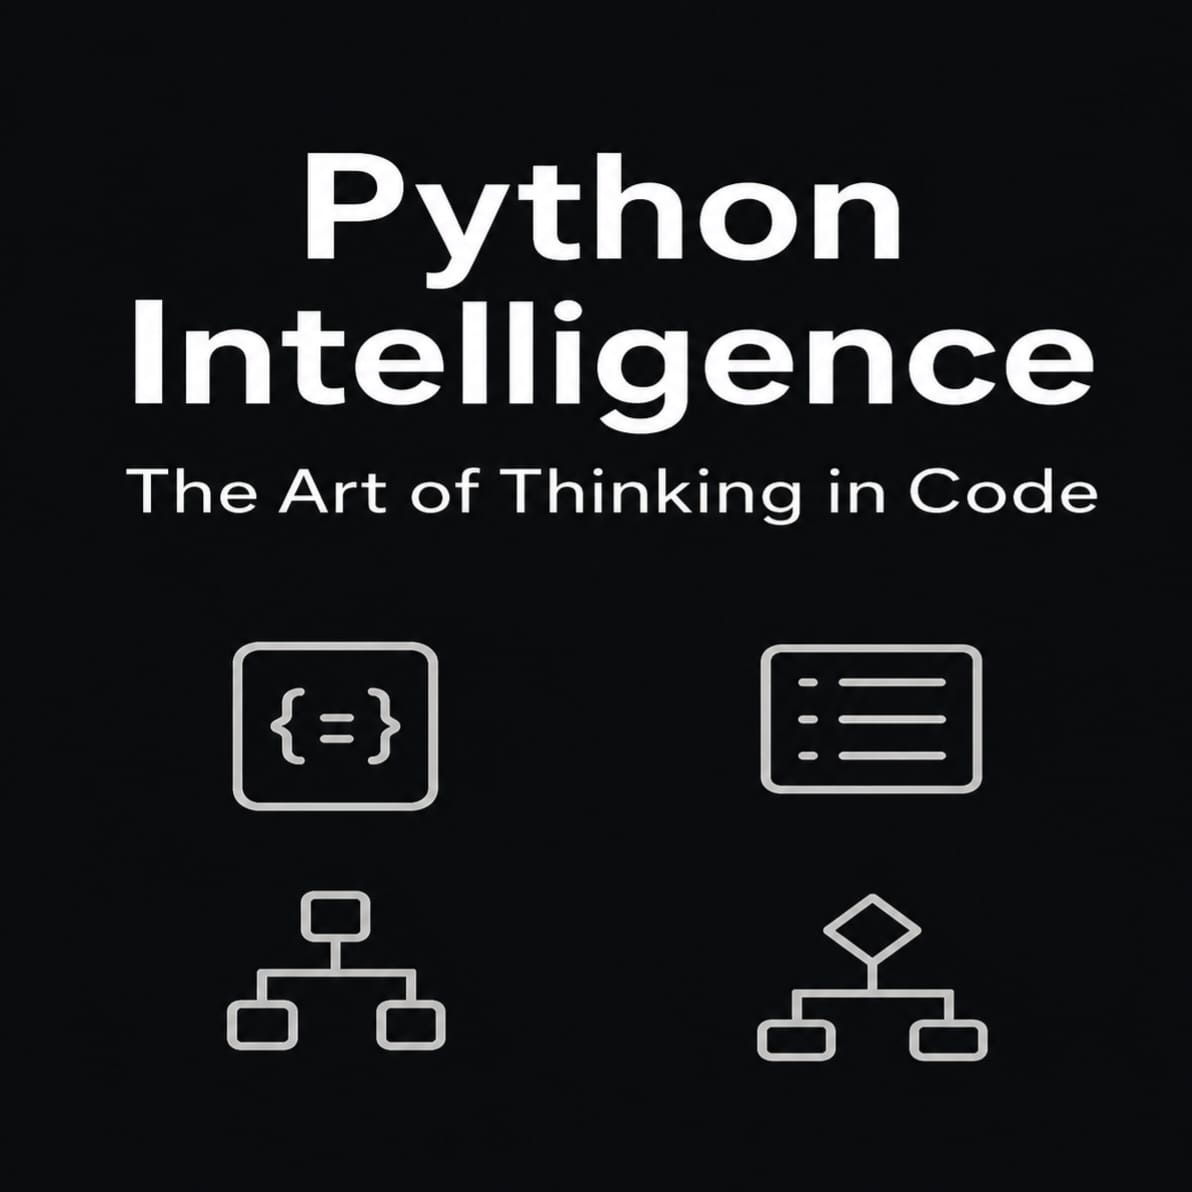 Python
Intelligence
The Art of Thinking in Code
{=}